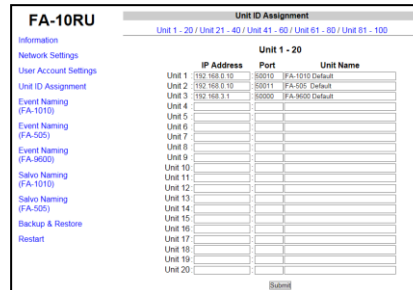 FA-10RU
Information
Network Settings
User Account Settings
Unit ID Assignment
Event Naming
(FA-1010)
Event Naming
(FA-505)
Event Naming
(FA-9600)
Salvo Naming
(FA-1010)
Salvo Naming
(FA-505)
Backup & Restore
Restart
Unit ID Assignment
Unit 1 - 20 / Unit 21 - 40 / Unit 41 - 60 / Unit 61 - 80 / Unit 81 - 100
Unit 1 - 20
IP Address Port Unit Name
Unit 1 : 192.168.0.10 : 50010 FA-1010 Default
Unit 2 : 192.168.0.10 : 50011 FA-505 Default
Unit 3 : 192.168.3.1 : 50000 FA-9600 Default
Unit 4 : :
Unit 5 : :
Unit 6 : :
Unit 7 : :
Unit 8 : :
Unit 9 : :
Unit 10 : :
Unit 11 : :
Unit 12 : :
Unit 13 : :
Unit 14 : :
Unit 15 : :
Unit 16 : :
Unit 17 : :
Unit 18 : :
Unit 19 : :
Unit 20 : :
Submit